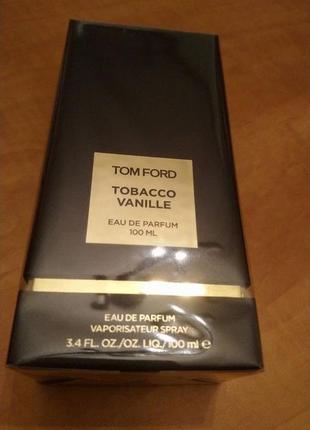 TOM FORD
TOBACCO
VANILLE
EAU DE PARFUM
100 ML
EAU DE PARFUM
VAPORISATEUR SPRAY
3.4 FL. OZ./OZ. LIQ./100 ml ℮